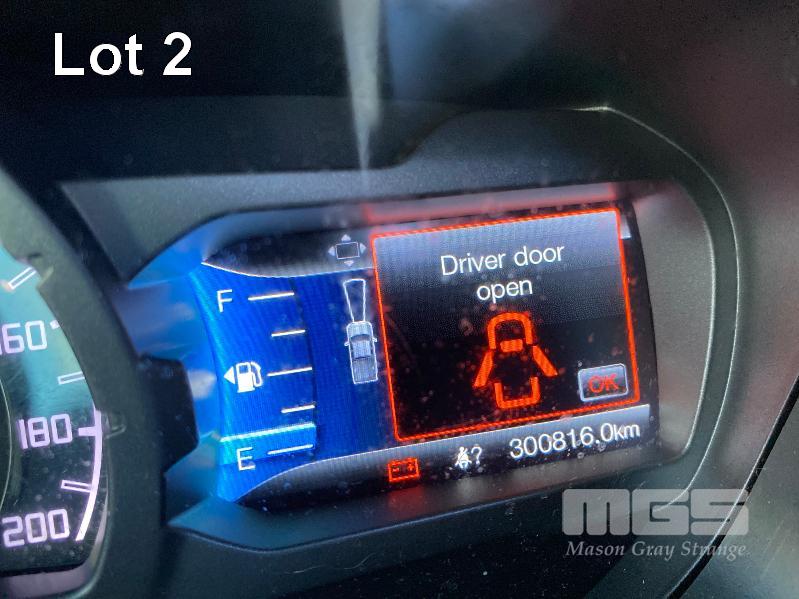 Lot 2
Driver door
open
F
OK
E
300816.0km
?
160
180
200
MGS
Mason Gray Strange